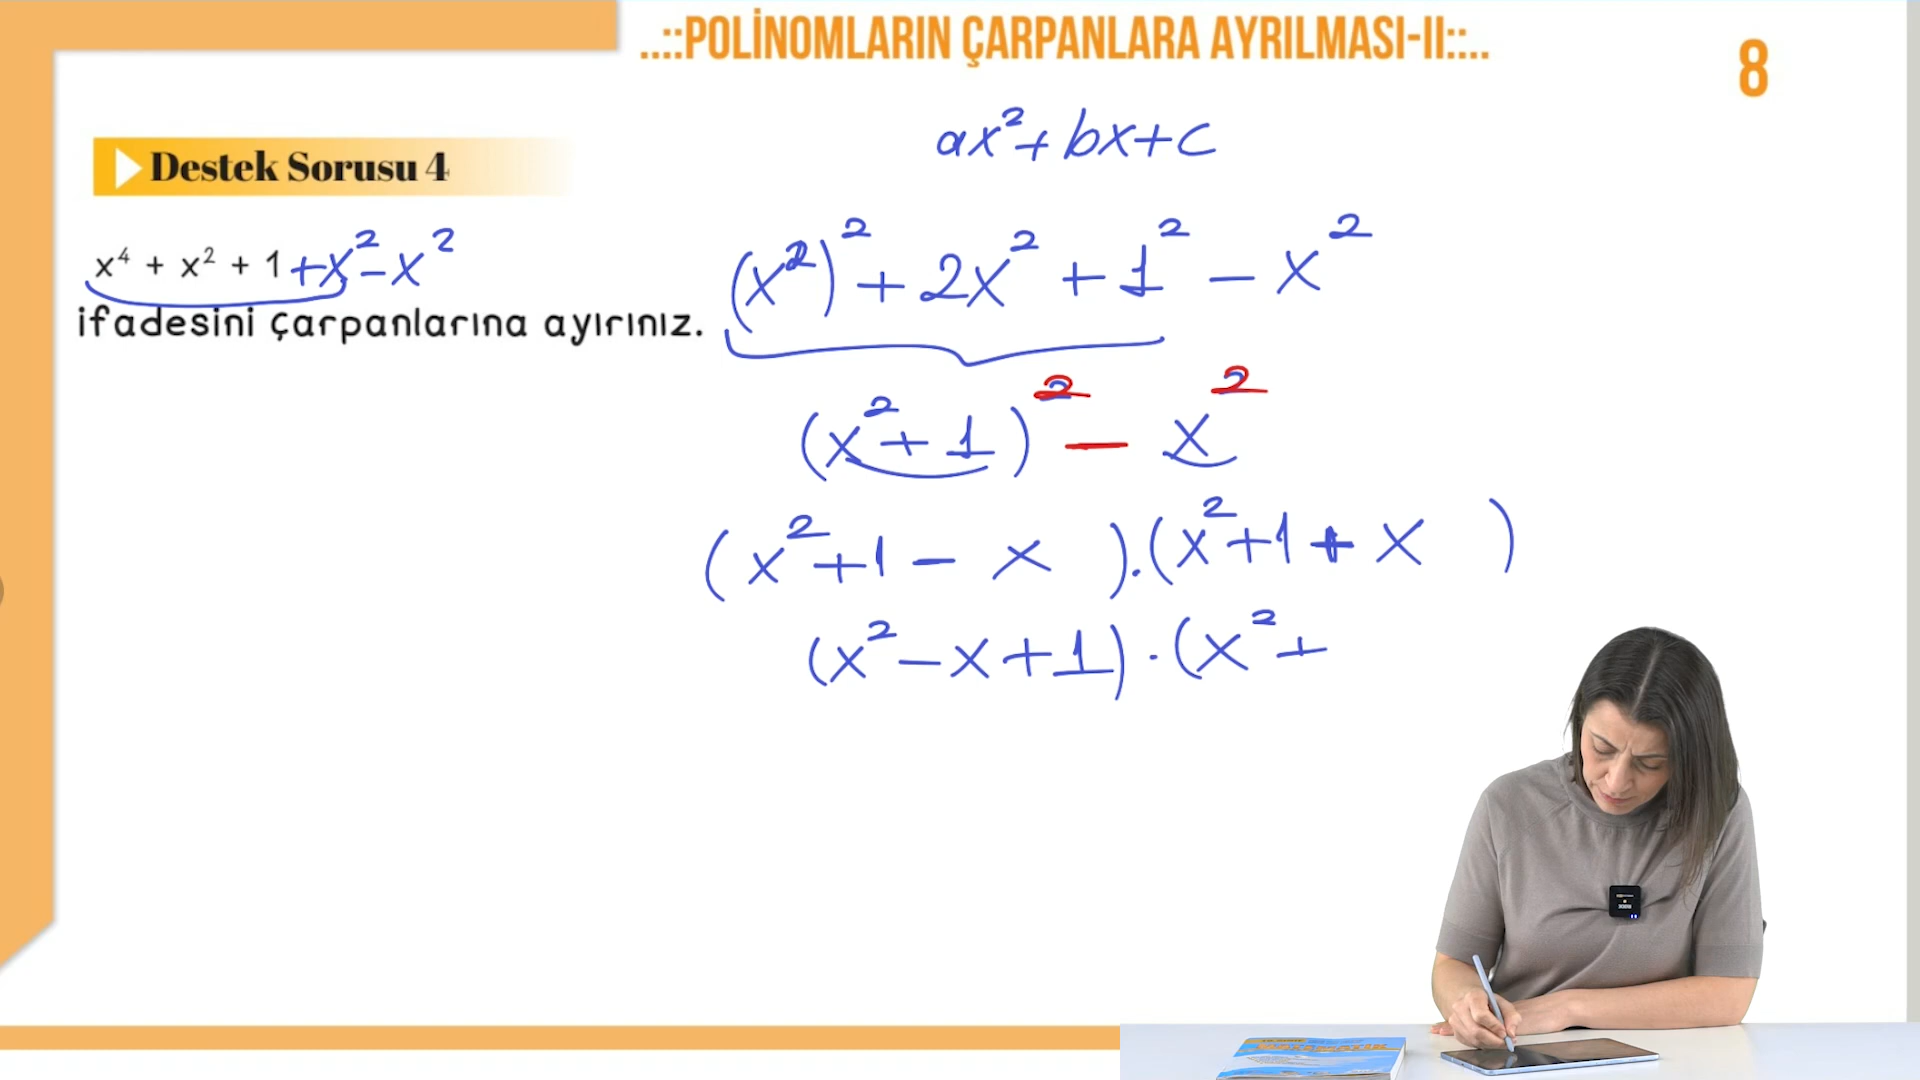 ..::POLİNOMLARIN ÇARPANLARA AYRILMASI-II::..
8
ax²+bx+c
Destek Sorusu 4
x⁴ + x² + 1 +x²-x²
ifadesini çarpanlarına ayırınız.
(x²)² + 2x² + 1² - x²
(x²+1)² - x²
(x²+1- x ).(x²+1+ x )
(x²-x+1).(x²+